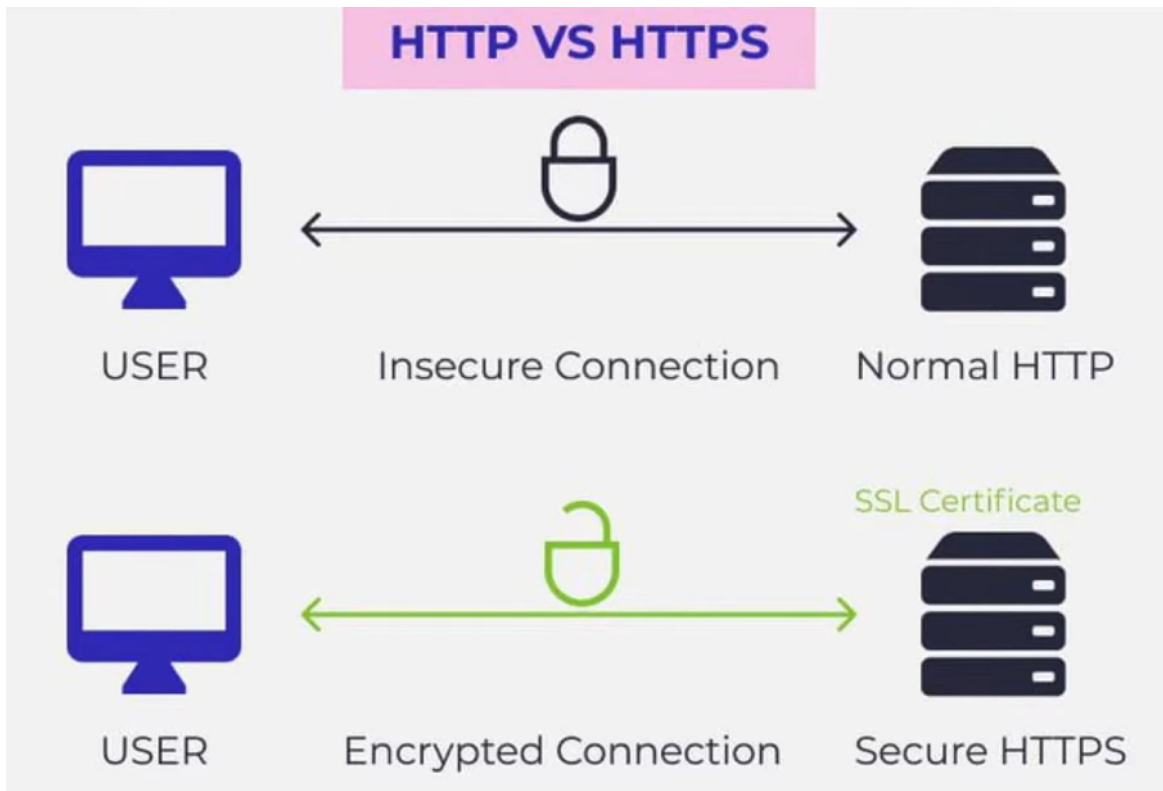 HTTP VS HTTPS
USER
Insecure Connection
Normal HTTP
SSL Certificate
USER
Encrypted Connection
Secure HTTPS